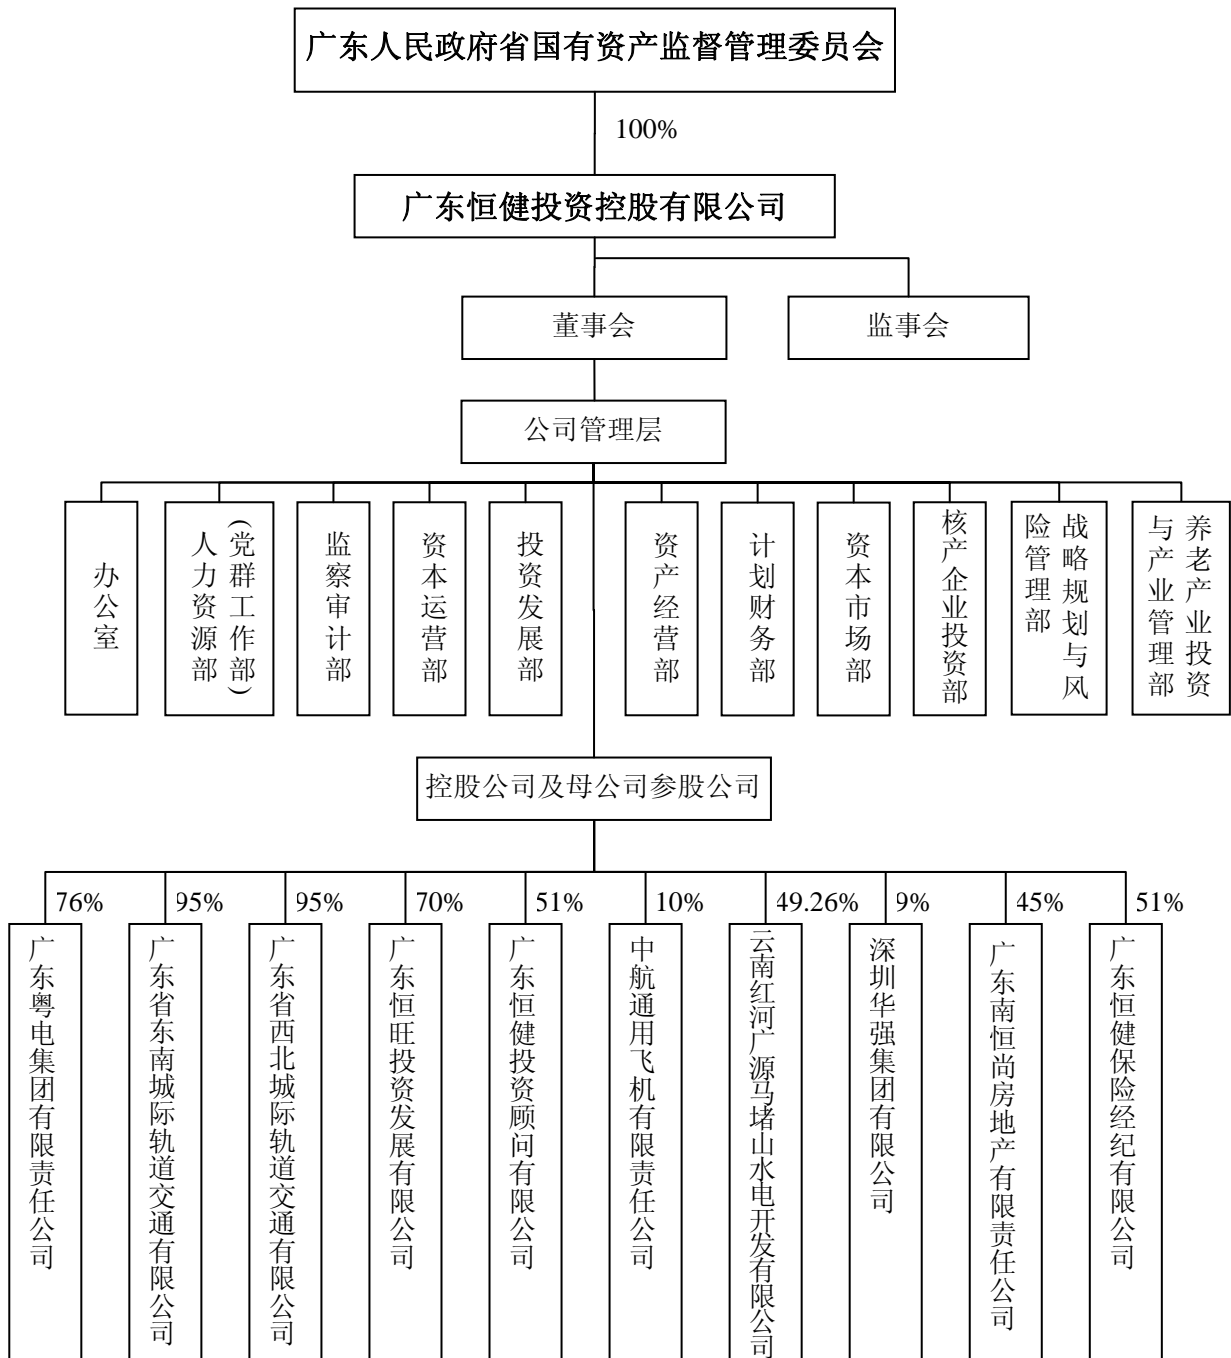 广东人民政府省国有资产监督管理委员会
100%
广东恒健投资控股有限公司
董事会
监事会
公司管理层
办公室
人力资源部
(党群工作部)
监察审计部
资本运营部
投资发展部
资产经营部
计划财务部
资本市场部
核产企业投资部
战略规划与风
险管理部
养老产业投资
与产业管理部
控股公司及母公司参股公司
76%
95%
95%
70%
51%
10%
49.26%
9%
45%
51%
广东粤电集团有限责任公司
广东省东南城际轨道交通有限公司
广东省西北城际轨道交通有限公司
广东恒旺投资发展有限公司
广东恒健投资顾问有限公司
中航通用飞机有限责任公司
云南红河广源马堵山水电开发有限公司
深圳华强集团有限公司
广东南恒尚房地产有限责任公司
广东恒健保险经纪有限公司